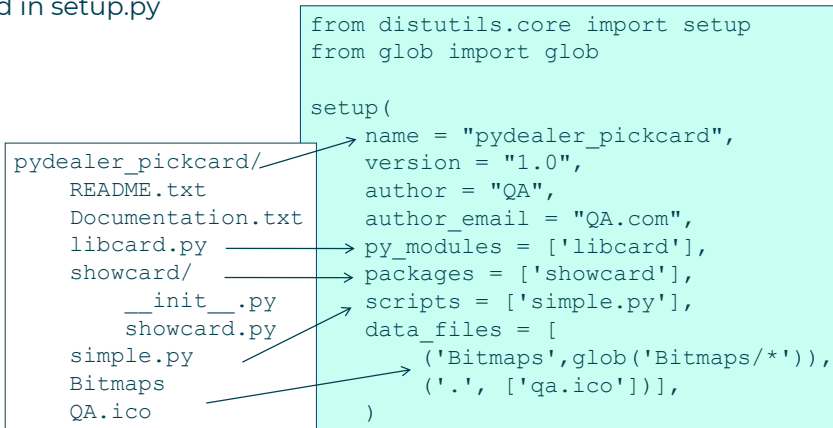 d in setup.py
from distutils.core import setup
from glob import glob
setup(
name = "pydealer_pickcard",
version = "1.0",
author = "QA",
author_email = "QA.com",
py_modules = ['libcard'],
packages = ['showcard'],
scripts = ['simple.py'],
data_files = [
('Bitmaps',glob('Bitmaps/*')),
('.', ['qa.ico'])],
)
pydealer_pickcard/
README.txt
Documentation.txt
libcard.py
showcard/
__init__.py
showcard.py
simple.py
Bitmaps
QA.ico